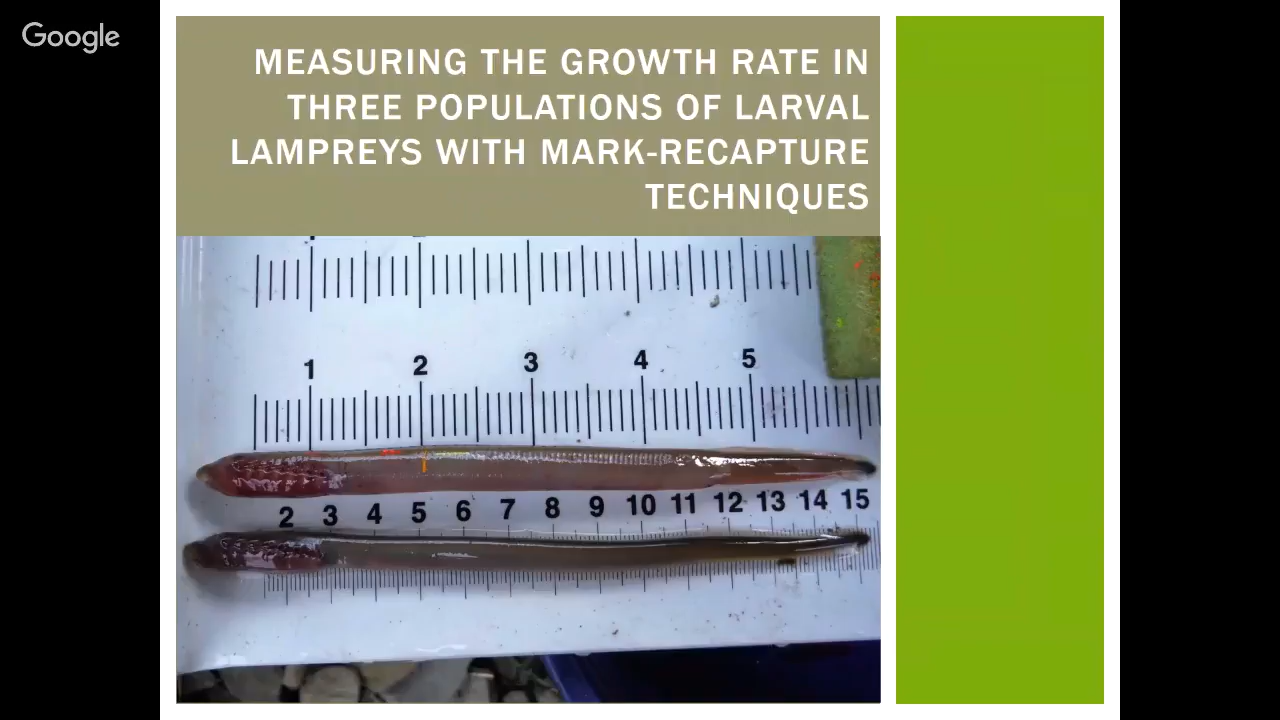 Google
MEASURING THE GROWTH RATE IN
THREE POPULATIONS OF LARVAL
LAMPREYS WITH MARK-RECAPTURE
TECHNIQUES
1 2 3 4 5
2 3 4 5 6 7 8 9 10 11 12 13 14 15